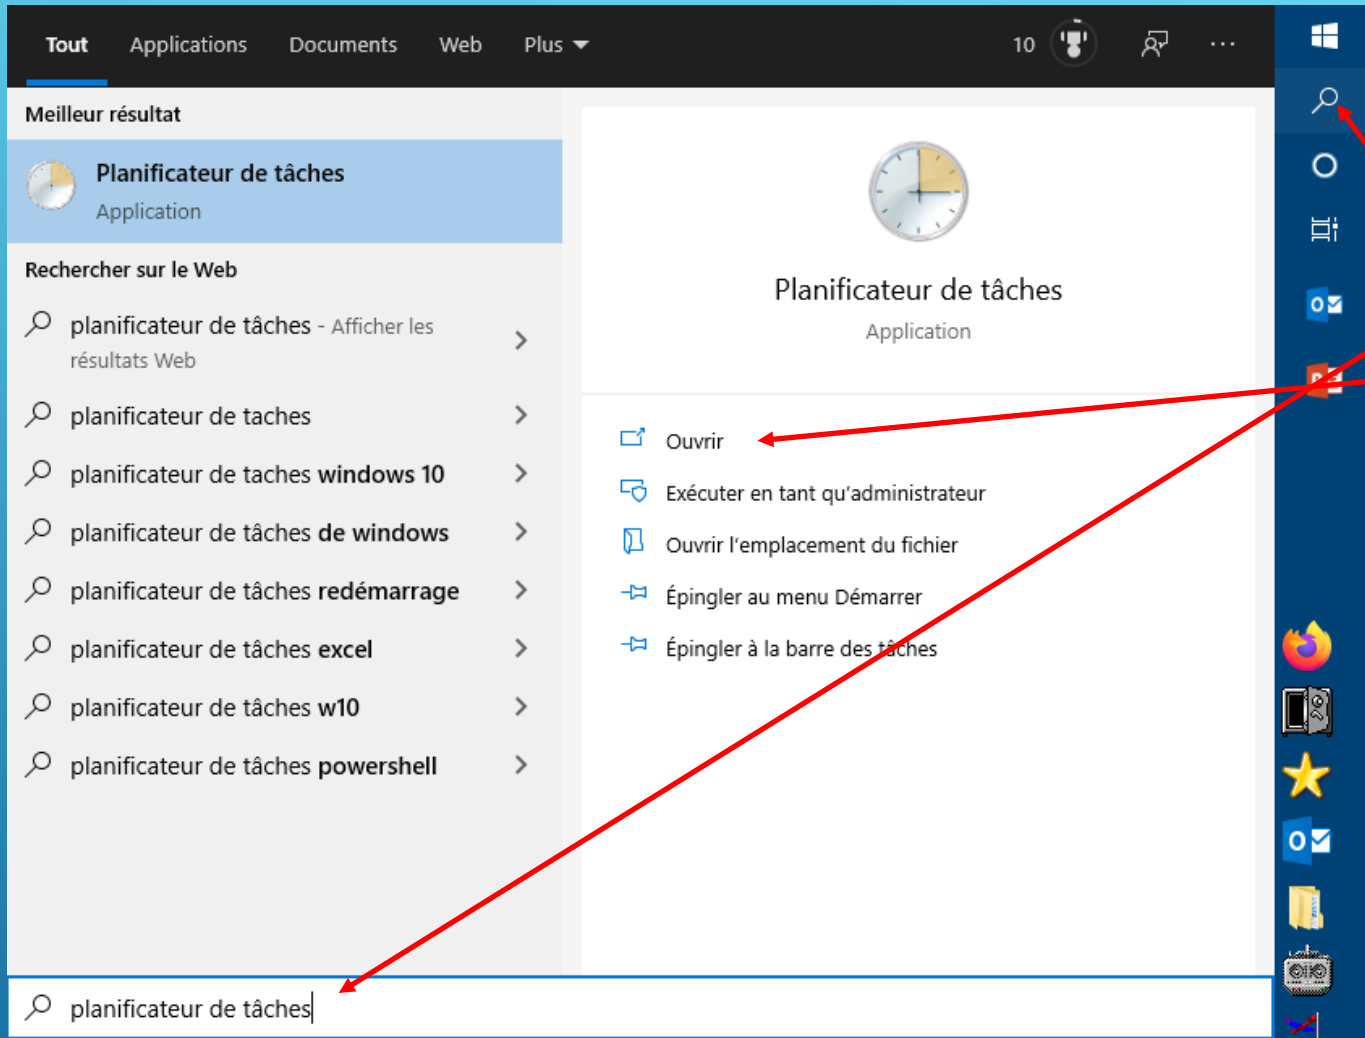 Tout Applications Documents Web Plus 10 ...
Meilleur résultat
Planificateur de tâches
Application
Rechercher sur le Web
planificateur de tâches - Afficher les
résultats Web
planificateur de taches
planificateur de taches windows 10
planificateur de tâches de windows
planificateur de tâches redémarrage
planificateur de tâches excel
planificateur de tâches w10
planificateur de tâches powershell
Planificateur de tâches
Application
Ouvrir
Exécuter en tant qu'administrateur
Ouvrir l'emplacement du fichier
Épingler au menu Démarrer
Épingler à la barre des tâches
planificateur de tâches